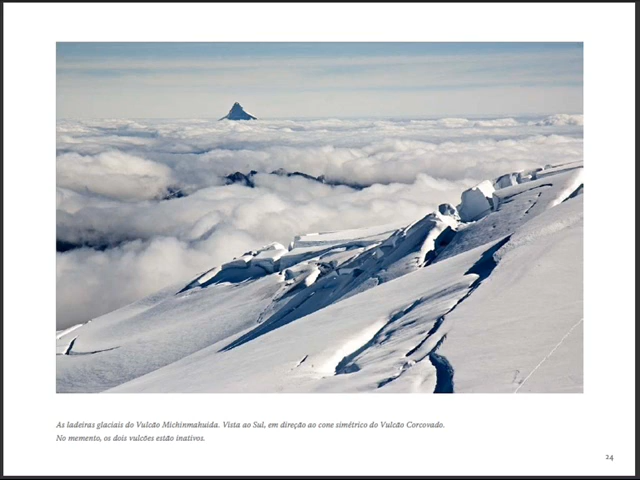 As ladeiras glaciais do Vulcão Michinmahuida. Vista ao Sul, em direção ao cone simétrico do Vulcão Corcovado.
No memento, os dois vulcões estão inativos.
24